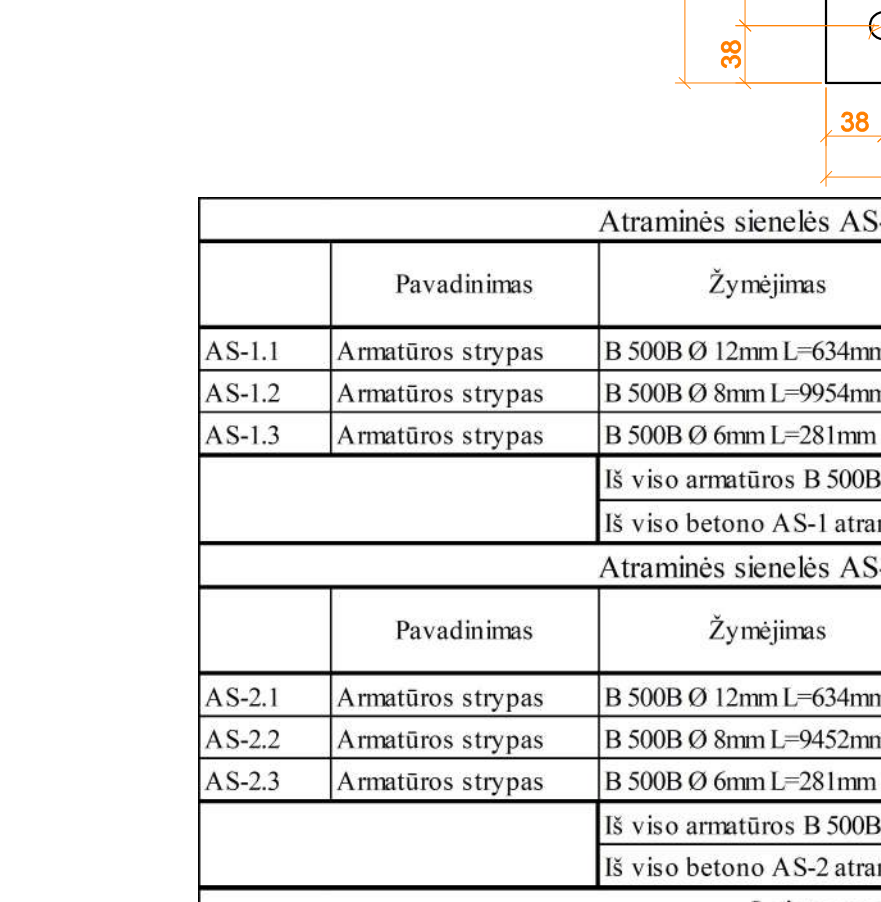 38
38
Atraminės sienelės AS-
Pavadinimas Žymėjimas
AS-1.1 Armatūros strypas B 500B Ø 12mm L=634mm
AS-1.2 Armatūros strypas B 500B Ø 8mm L=9954mm
AS-1.3 Armatūros strypas B 500B Ø 6mm L=281mm
Iš viso armatūros B 500B
Iš viso betono AS-1
Atraminės sienelės AS-
Pavadinimas Žymėjimas
AS-2.1 Armatūros strypas B 500B Ø 12mm L=634mm
AS-2.2 Armatūros strypas B 500B Ø 8mm L=9452mm
AS-2.3 Armatūros strypas B 500B Ø 6mm L=281mm
Iš viso armatūros B 500B
Iš viso betono AS-2